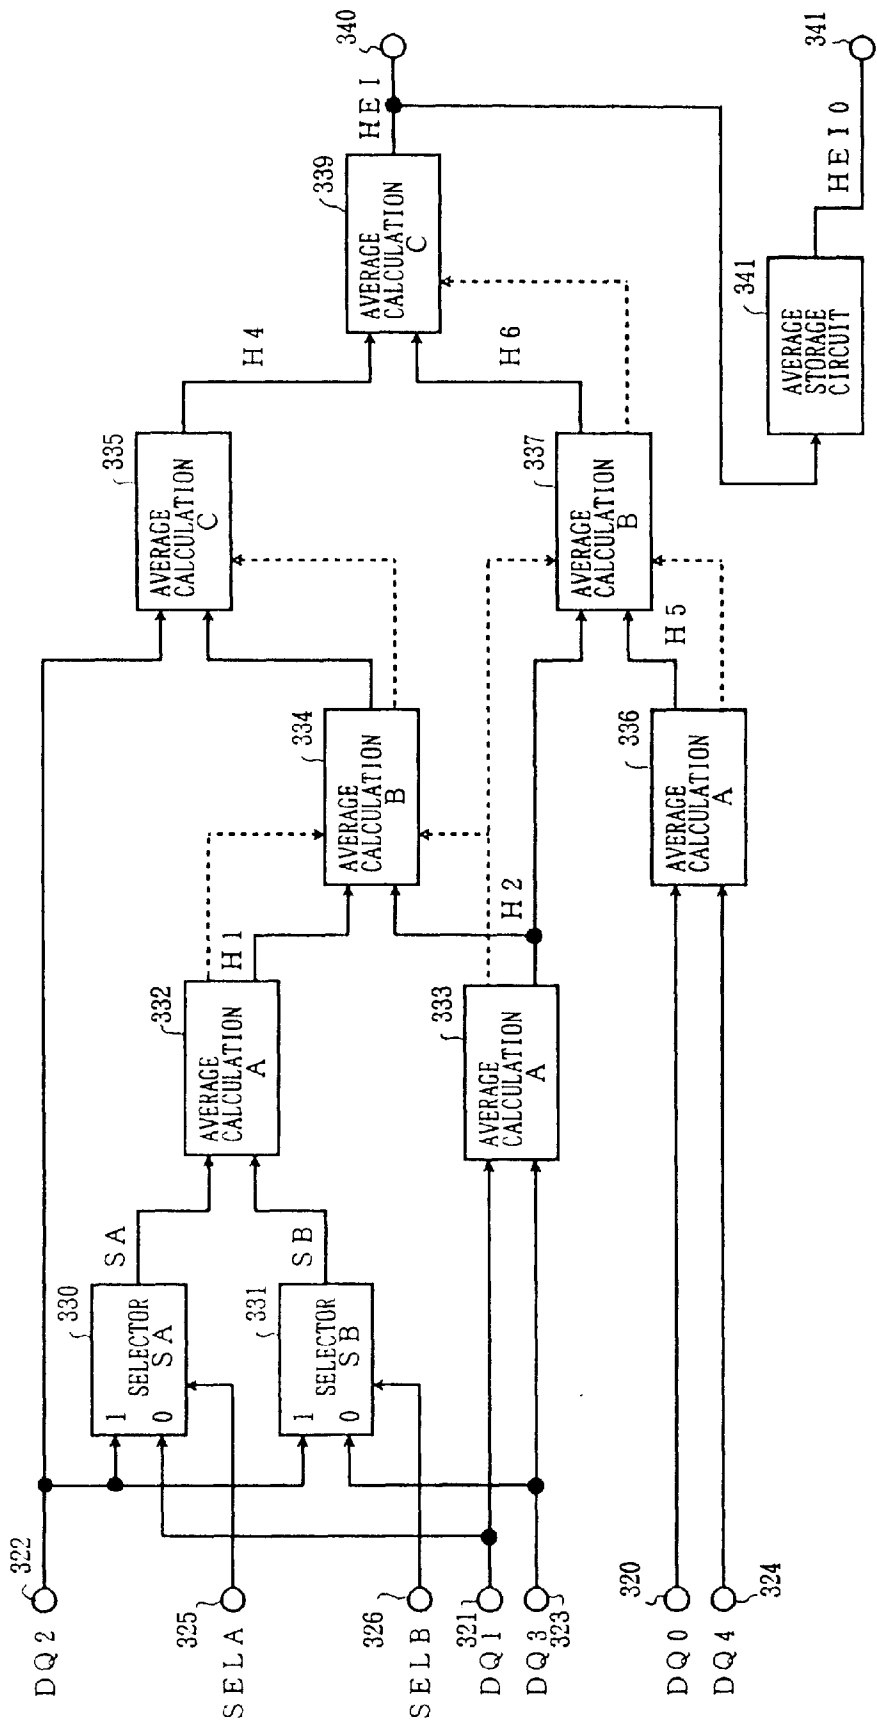 DQ2
322
SELA
325
SELB
326
DQ1
321
DQ3
323
DQ0
320
DQ4
324
330
SELECTOR
SA
1
0
331
SELECTOR
SB
1
0
SA
SB
332
AVERAGE
CALCULATION
A
333
AVERAGE
CALCULATION
A
H1
H2
334
AVERAGE
CALCULATION
B
336
AVERAGE
CALCULATION
A
H5
335
AVERAGE
CALCULATION
C
337
AVERAGE
CALCULATION
B
H4
H6
339
AVERAGE
CALCULATION
C
341
AVERAGE
STORAGE
CIRCUIT
HEI
340
HEI0
341